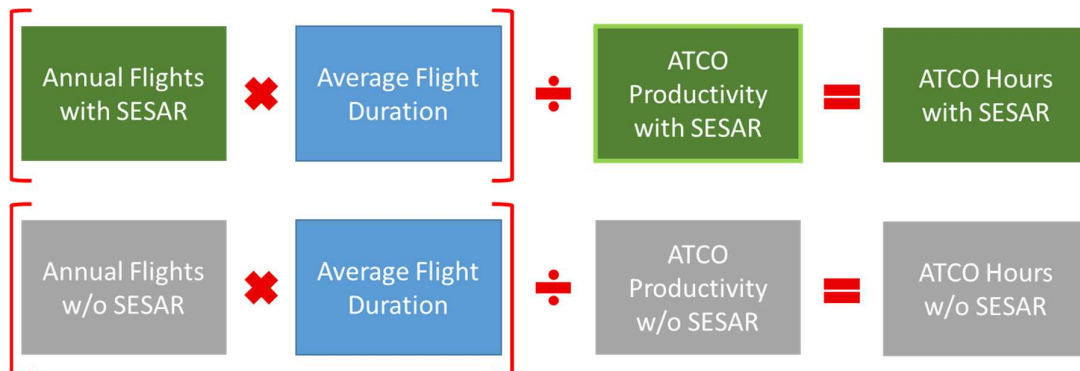 Annual Flights
with SESAR
Average Flight
Duration
ATCO
Productivity
with SESAR
ATCO Hours
with SESAR
Annual Flights
w/o SESAR
Average Flight
Duration
ATCO
Productivity
w/o SESAR
ATCO Hours
w/o SESAR